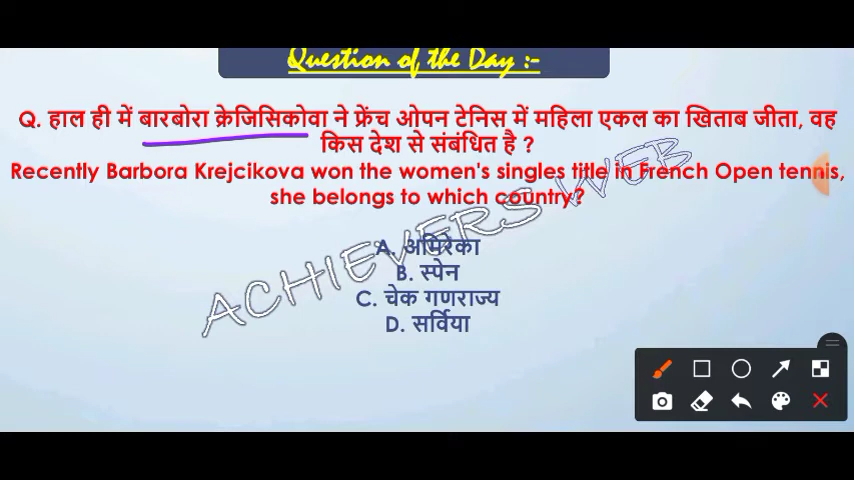 Question of the Day :-
Q. हाल ही में बारबोरा क्रेजिसिकोवा ने फ्रेंच ओपन टेनिस में महिला एकल का खिताब जीता, वह
किस देश से संबंधित है ?
Recently Barbora Krejcikova won the women's singles title in French Open tennis,
she belongs to which country?
A. अमिरेका
B. स्पेन
C. चेक गणराज्य
D. सर्विया
ACHIEVERS WEB